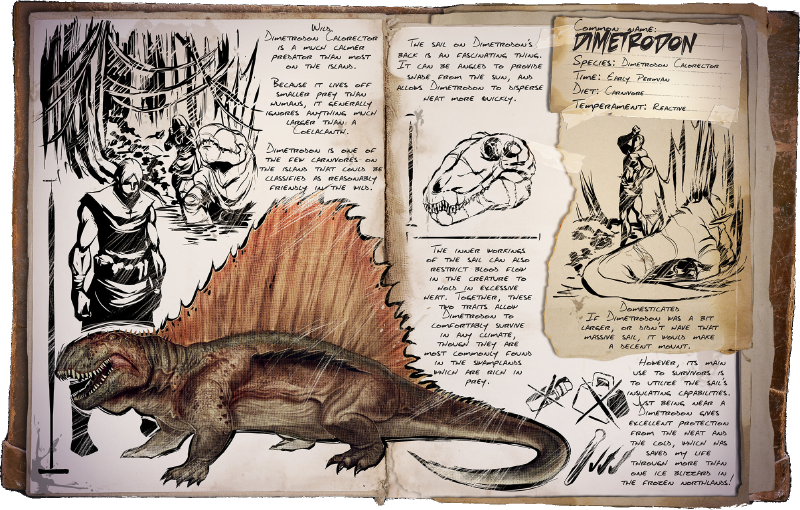 Wild
Dimetrodon Calorector
is a much calmer
predator than most
on the island.
Because it lives off
smaller prey than
humans, it generally
ignores anything much
larger than a
Coelacanth.
Dimetrodon is one of
the few carnivores on
the island that could be
classified as reasonably
friendly in the wild.
The sail on Dimetrodon's
back is an fascinating thing.
It can be angled to provide
shade from the sun, and
allows Dimetrodon to disperse
heat more quickly.
The inner workings
of the sail can also
restrict blood flow
in the creature to
hold in excessive
heat. Together, these
two traits allow
Dimetrodon to
comfortably survive
in any climate,
though they are
most commonly found
in the swamplands
which are rich in
prey.
Common name:
Dimetrodon
Species: Dimetrodon Calorector
Time: Early Permian
Diet: Carnivore
Temperament: Reactive
Domesticated
If Dimetrodon was a bit
larger, or didn't have that
massive sail, it would make
a decent mount.
However, its main
use to survivors is
to utilize the sail's
insulating capabilities.
Just being near a
Dimetrodon gives
excellent protection
from the heat and
the cold, which has
saved my life
through more than
one ice blizzard in
the frozen northlands!